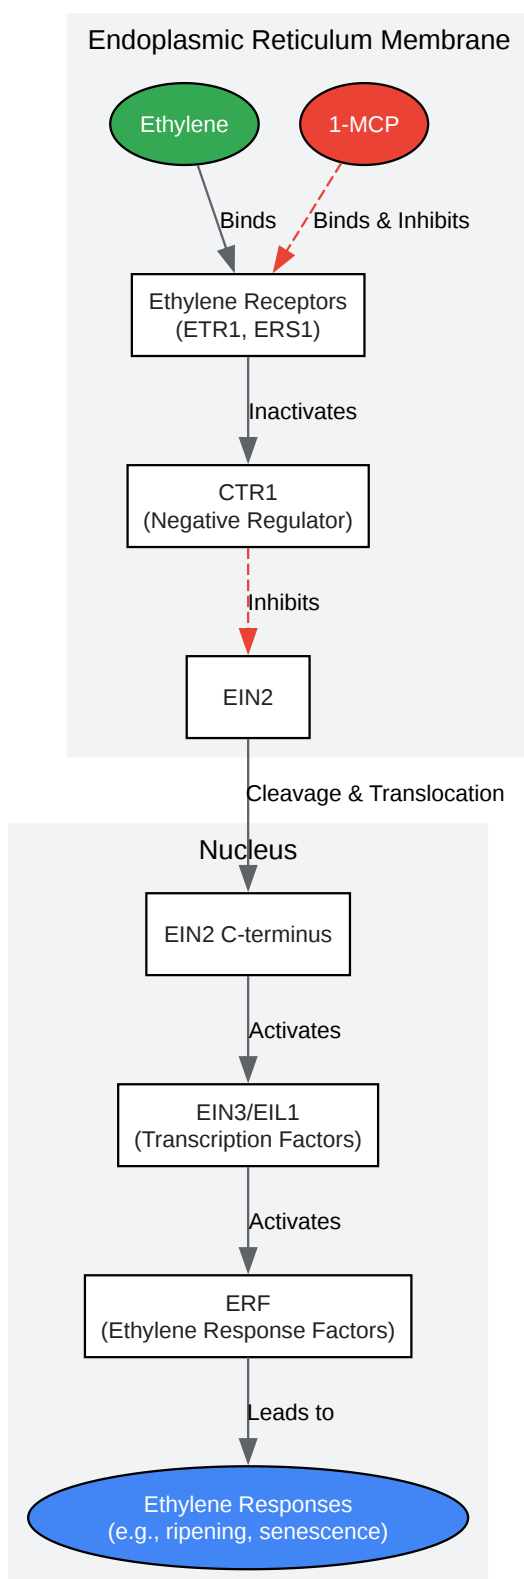 Endoplasmic Reticulum Membrane
Ethylene
1-MCP
Binds
Binds & Inhibits
Ethylene Receptors
(ETR1, ERS1)
Inactivates
CTR1
(Negative Regulator)
Inhibits
EIN2
Cleavage & Translocation
Nucleus
EIN2 C-terminus
Activates
EIN3/EIL1
(Transcription Factors)
Activates
ERF
(Ethylene Response Factors)
Leads to
Ethylene Responses
(e.g., ripening, senescence)